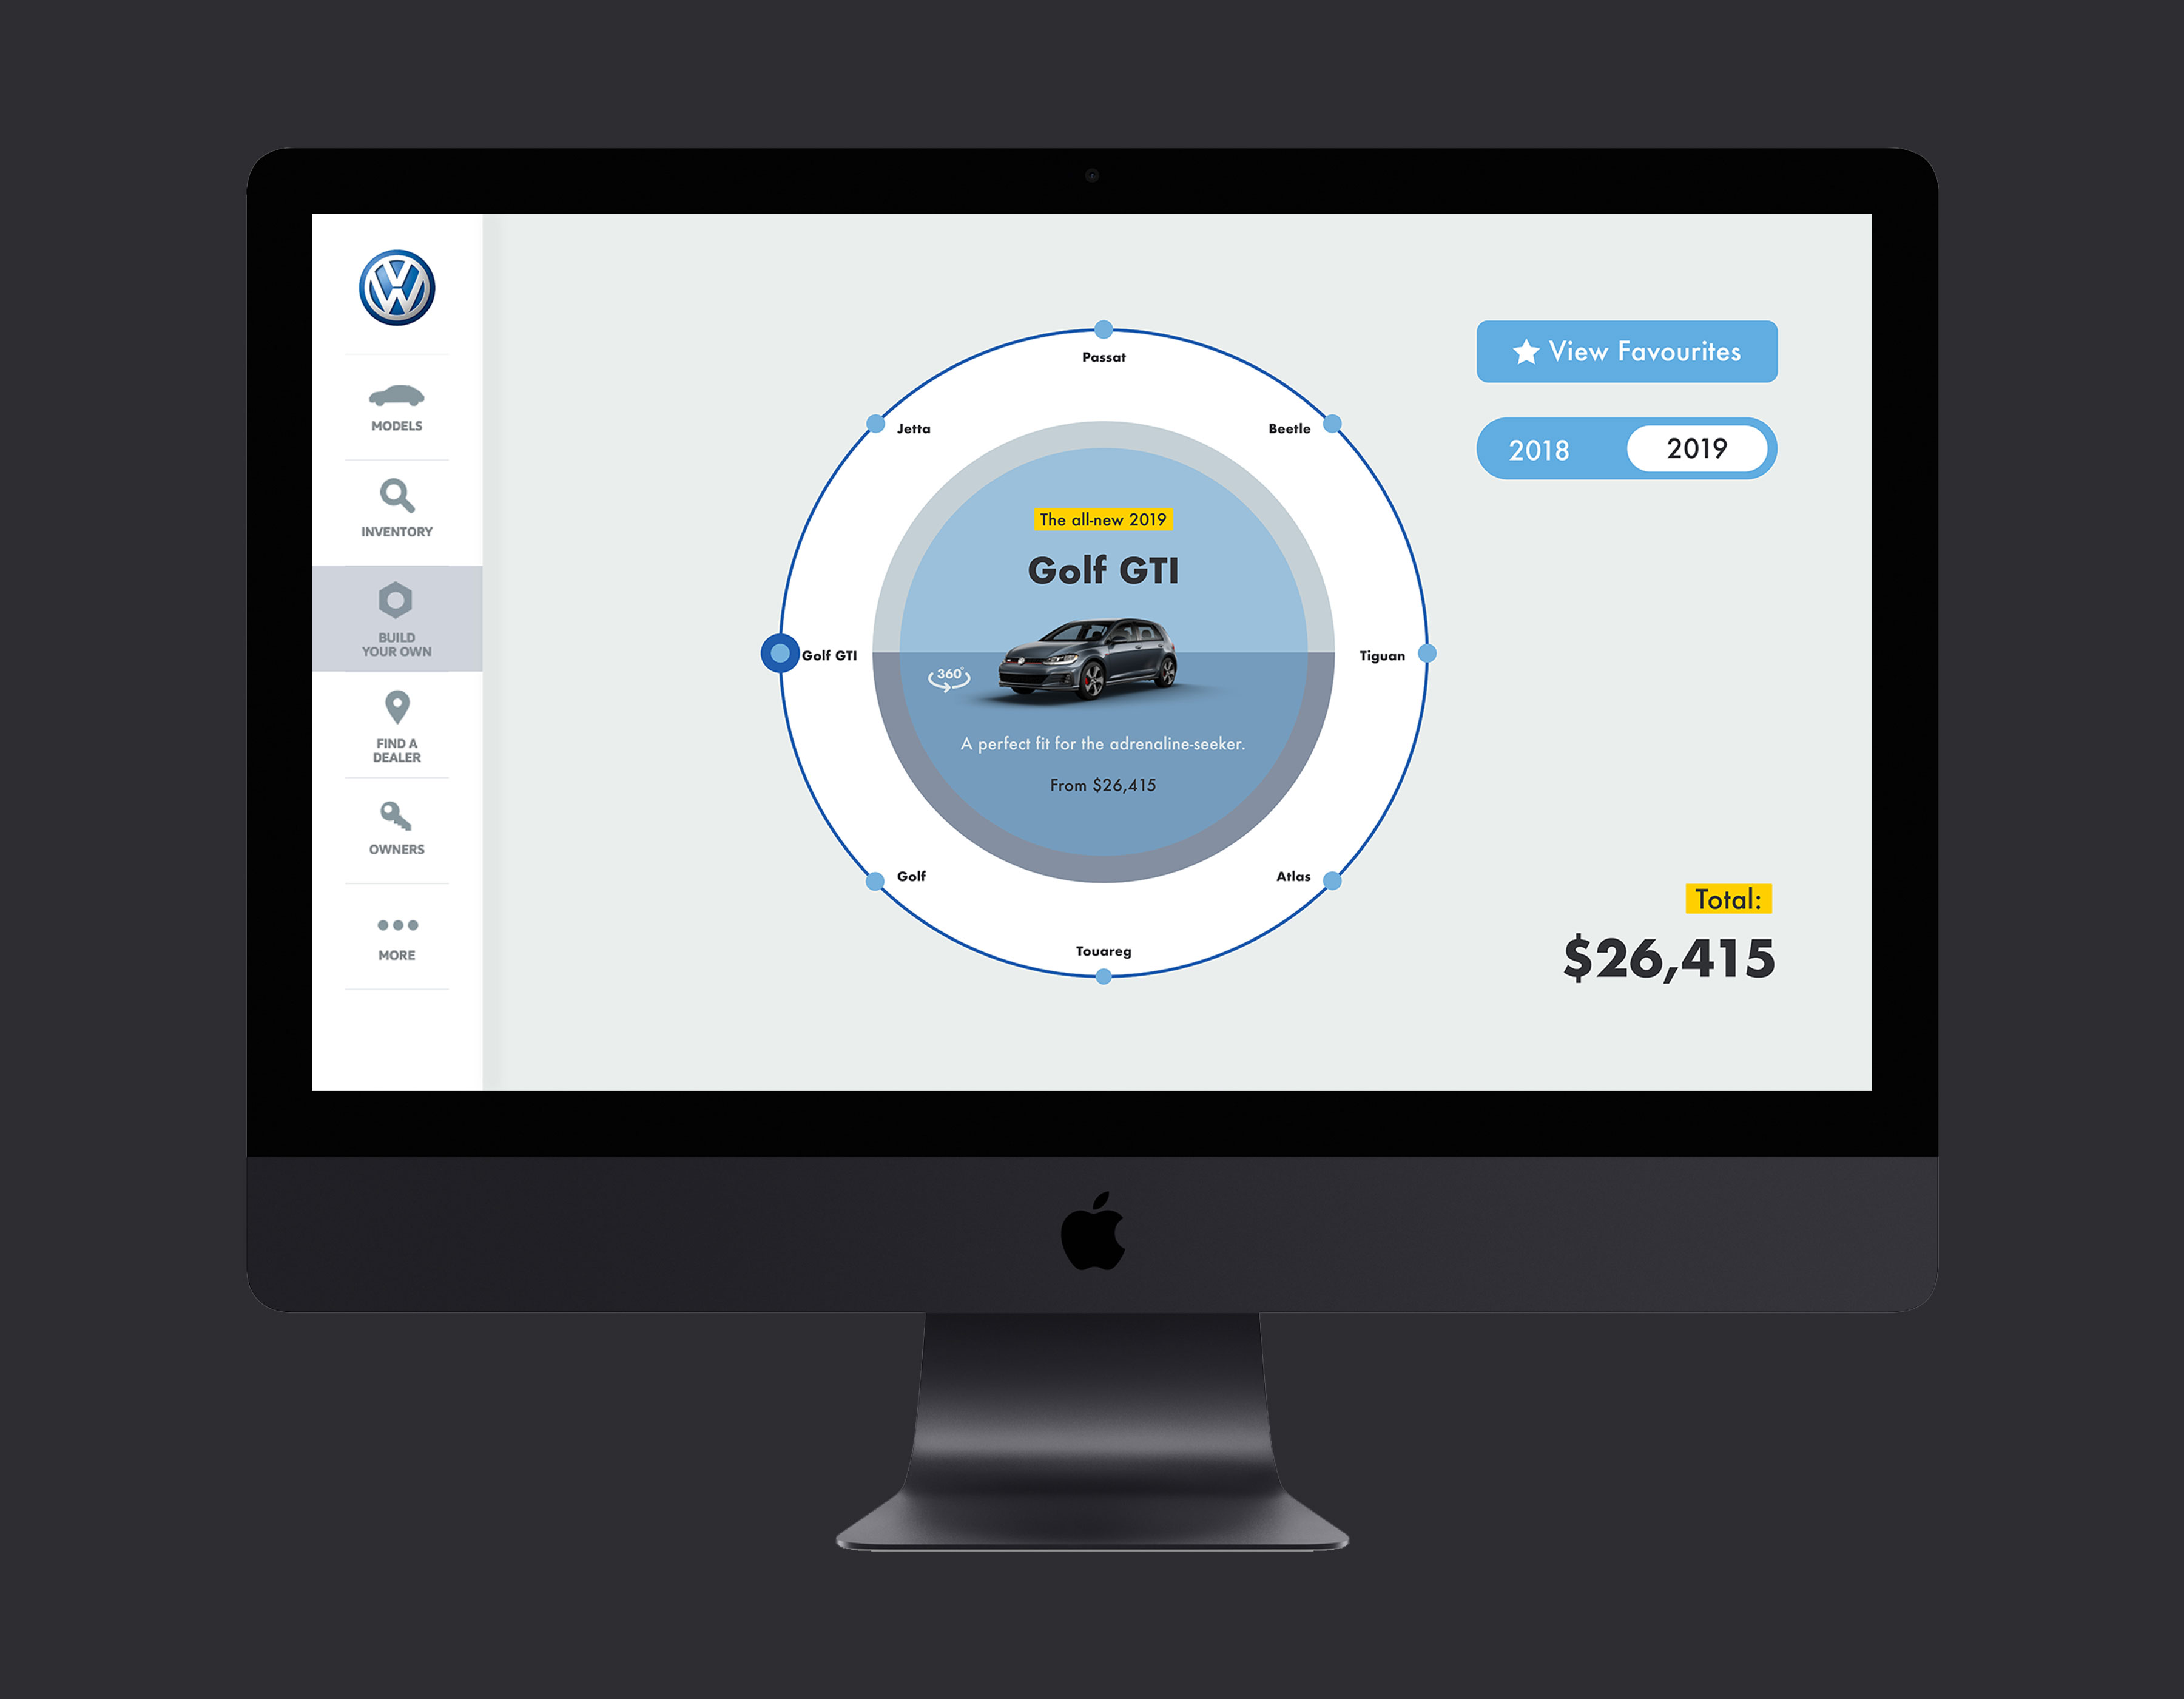 MODELS
INVENTORY
BUILD
YOUR OWN
FIND A
DEALER
OWNERS
MORE
Passat
Jetta
Beetle
Golf GTI
Tiguan
Golf
Atlas
Touareg
The all-new 2019
Golf GTI
360°
A perfect fit for the adrenaline-seeker.
From $26,415
View Favourites
2018
2019
Total:
$26,415